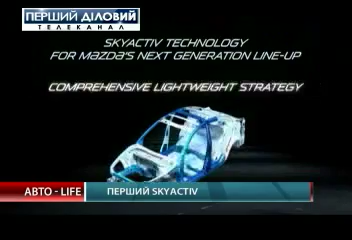 ПЕРШИЙ ДІЛОВИЙ
ТЕЛЕКАНАЛ
SKYACTIV TECHNOLOGY
FOR MAZDA'S NEXT GENERATION LINE-UP
COMPREHENSIVE LIGHTWEIGHT STRATEGY
АВТО - LIFE
ПЕРШИЙ SKYACTIV